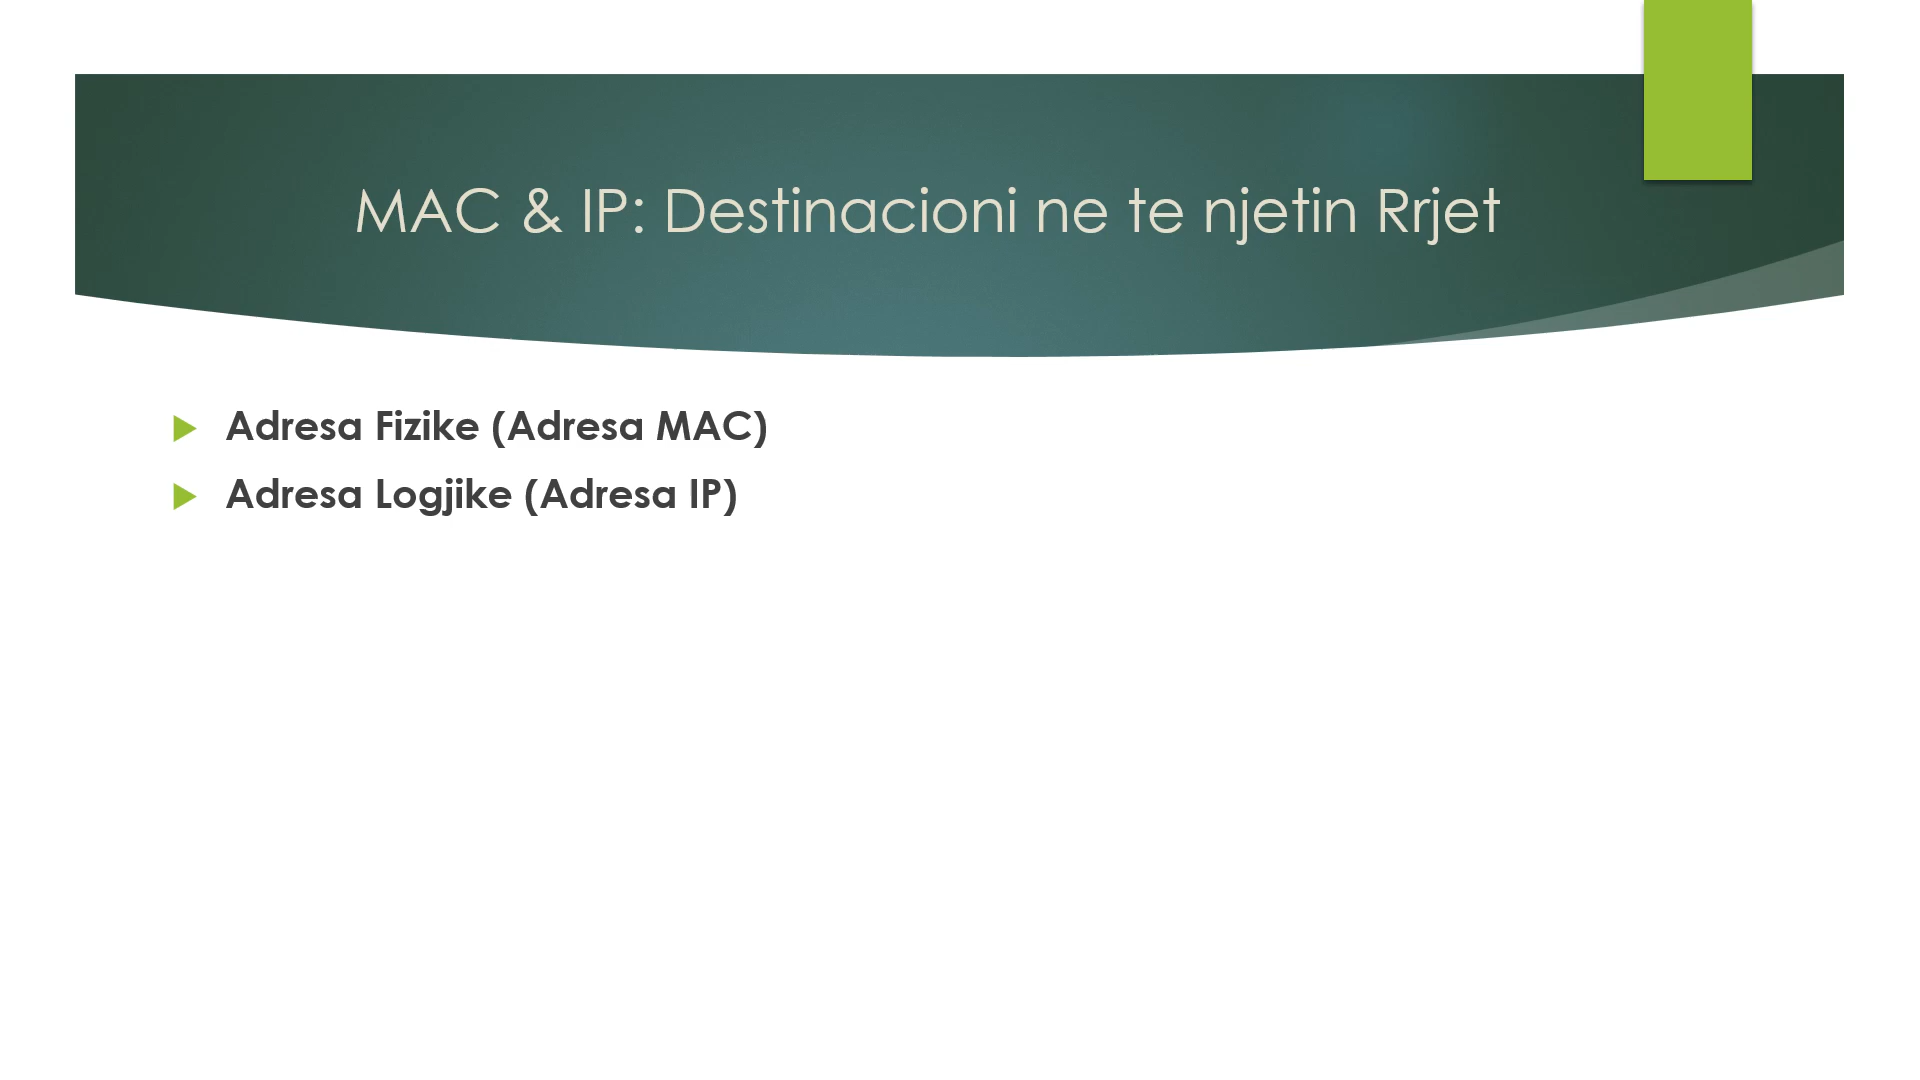 MAC & IP: Destinacioni ne te njetin Rrjet
Adresa Fizike (Adresa MAC)
Adresa Logjike (Adresa IP)